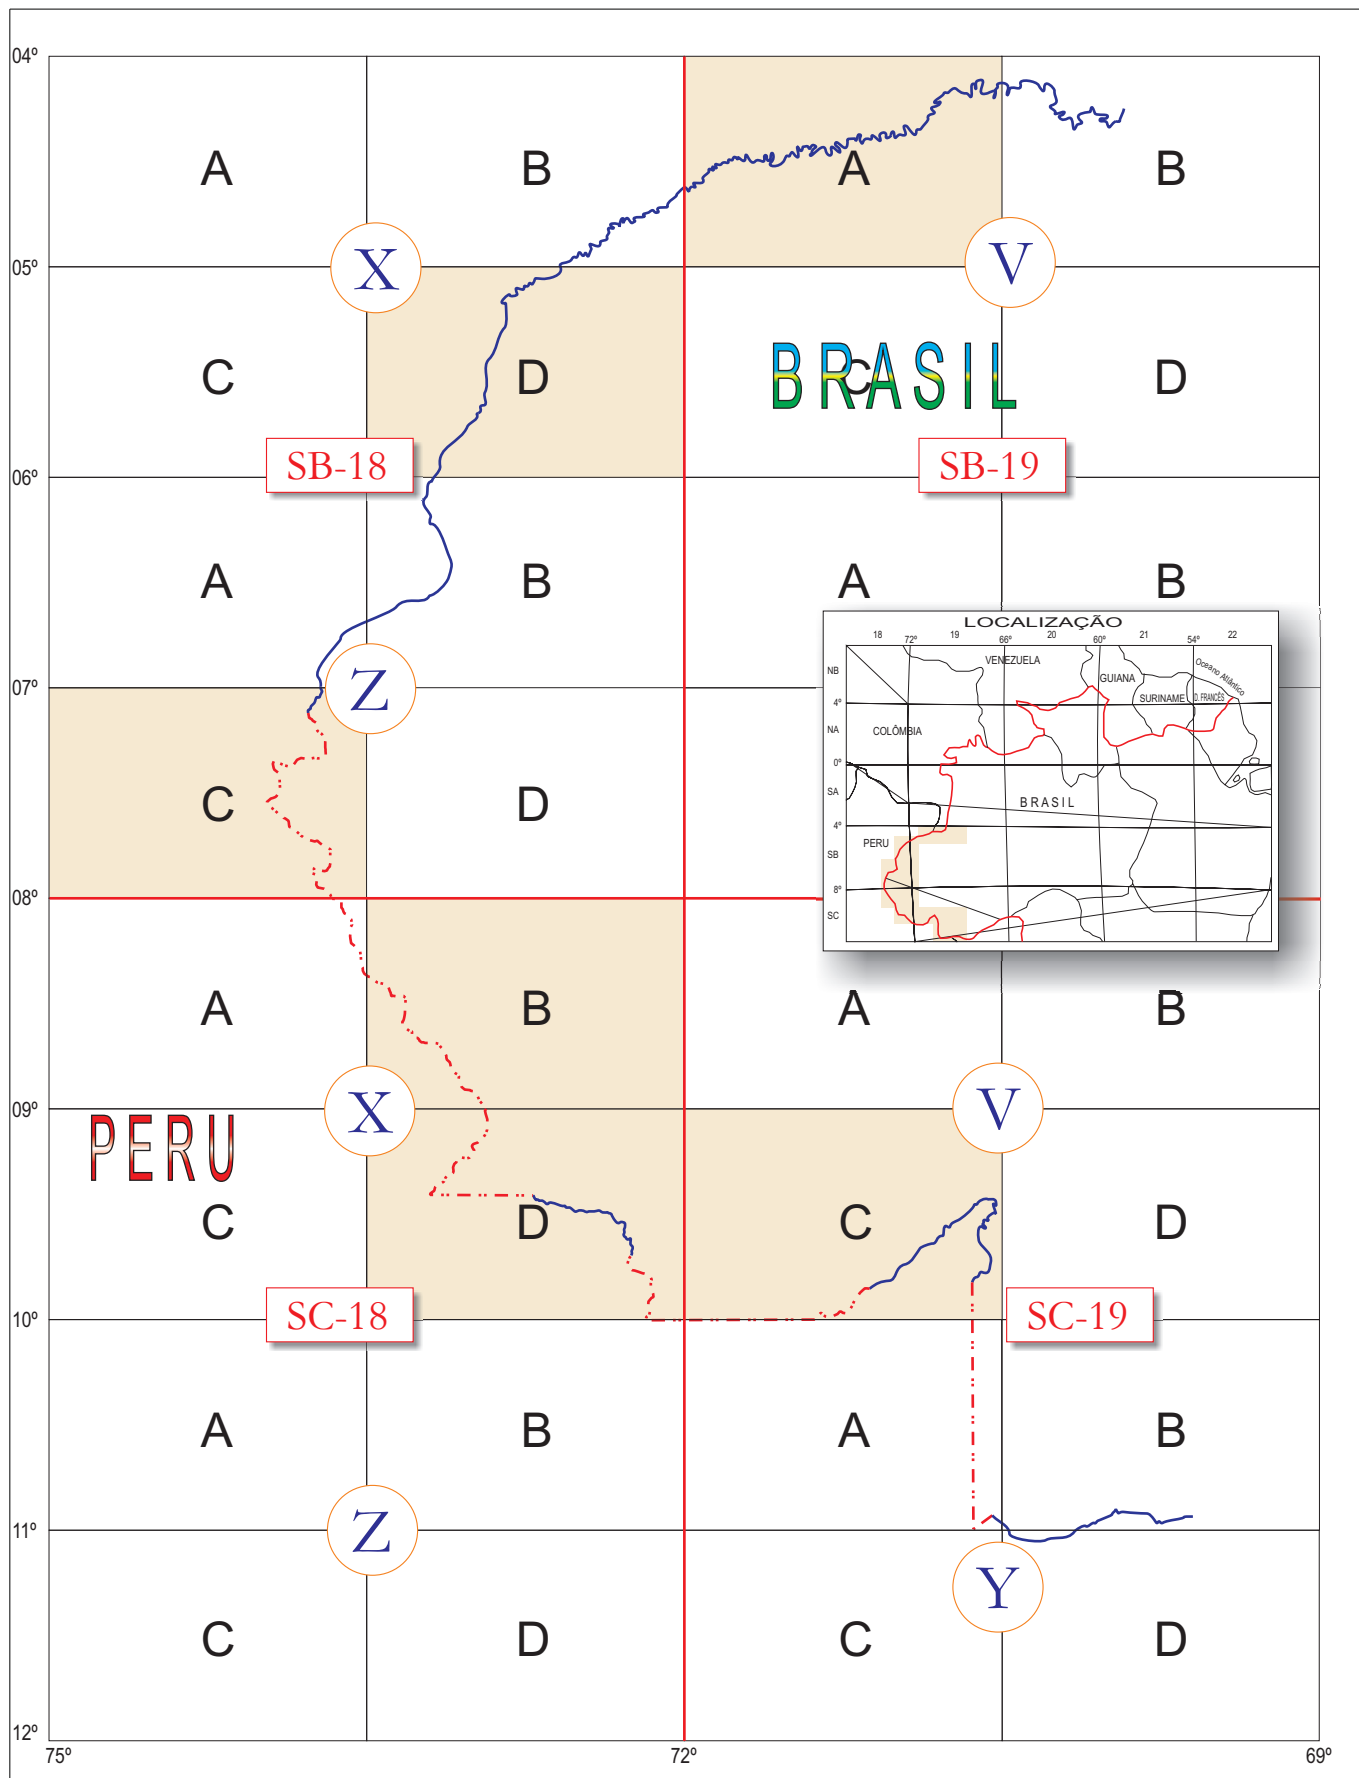 04º
A B A B
X V
05º
BRASIL
C D C D
SB-18 SB-19
06º
A B A B
LOCALIZAÇÃO
18 72º 19 66º 20 60º 21 54º 22
VENEZUELA
Oceano Atlântico
NB
GUIANA
SURINAME
D. FRANCÊS
4º
NA
COLÔMBIA
0º
SA
BRASIL
4º
PERU
SB
8º
SC
Z
07º
C D
08º
A B A B
X V
09º
PERU
C D C D
SC-18 SC-19
10º
A B A B
Z
11º
Y
C D C D
12º
75º 72º 69º